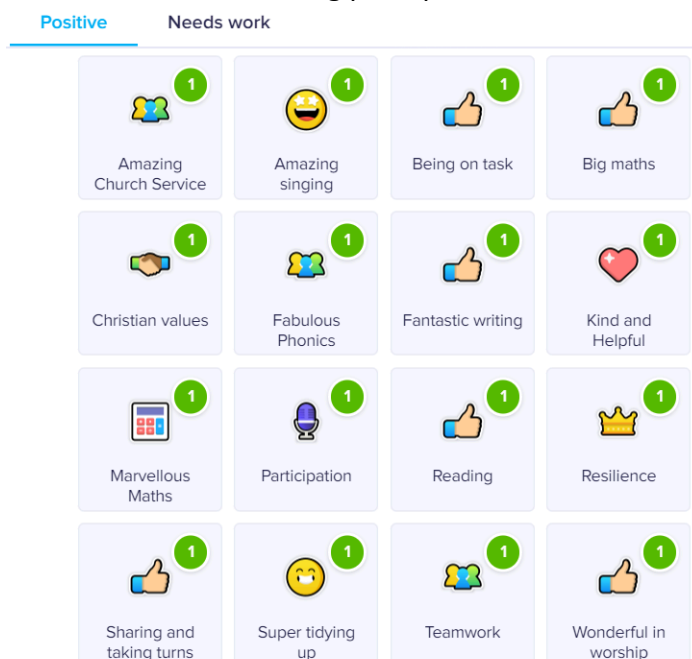 Positive Needs work
1 1 1 1
Amazing Amazing Being on task Big maths
Church Service singing
1 1 1 1
Christian values Fabulous Fantastic writing Kind and
Phonics Helpful
1 1 1 1
Marvellous Participation Reading Resilience
Maths
1 1 1 1
Sharing and Super tidying Teamwork Wonderful in
taking turns up worship